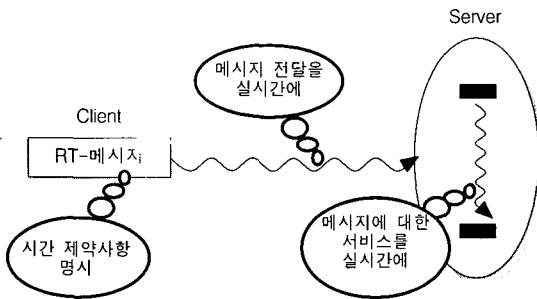 Server
메시지 전달을
실시간에
Client
RT-메시지i
시간 제약사항
명시
메시지에 대한
서비스를
실시간에